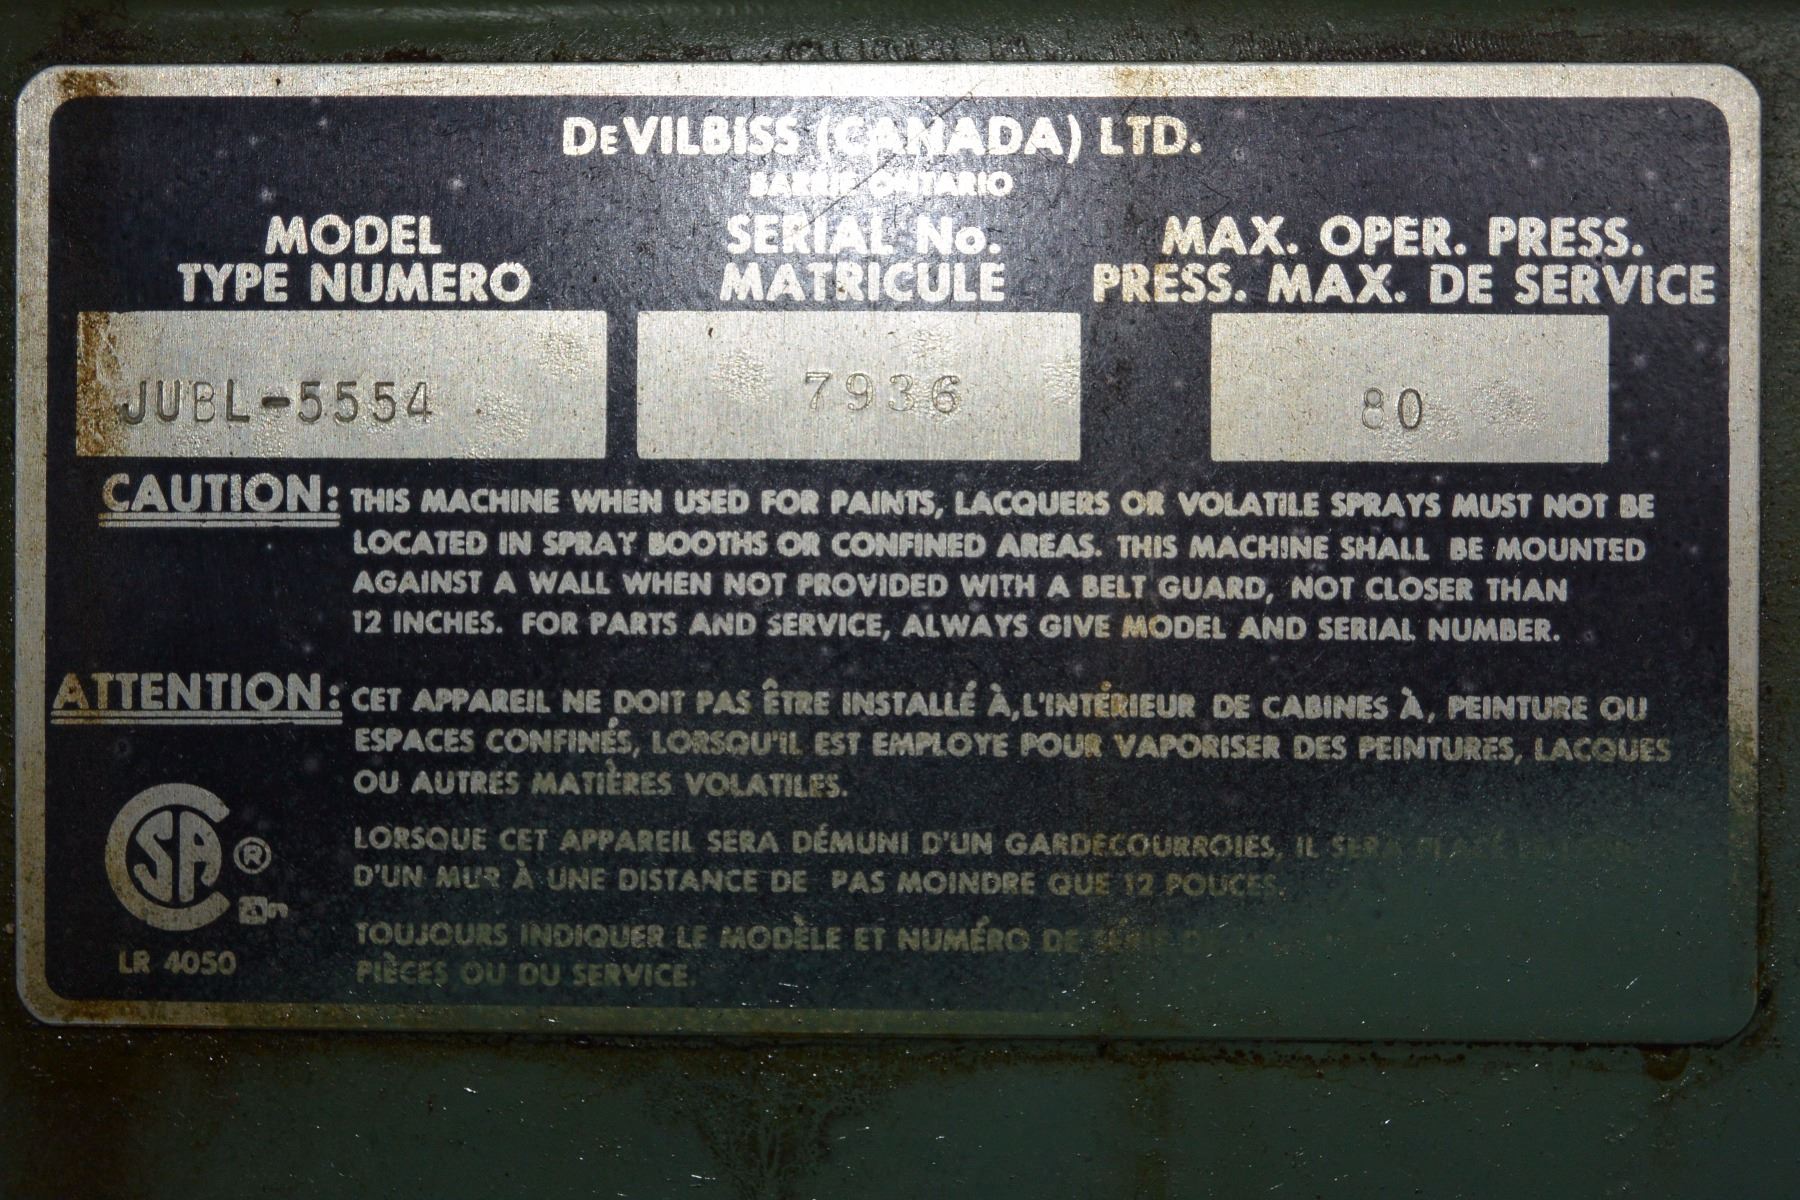 DEVILBISS (CANADA) LTD.
BARRIE ONTARIO
MODEL
TYPE NUMERO
SERIAL No.
MATRICULE
MAX. OPER. PRESS.
PRESS. MAX. DE SERVICE
JUBL-5554
7936
80
CAUTION: THIS MACHINE WHEN USED FOR PAINTS, LACQUERS OR VOLATILE SPRAYS MUST NOT BE
LOCATED IN SPRAY BOOTHS OR CONFINED AREAS. THIS MACHINE SHALL BE MOUNTED
AGAINST A WALL WHEN NOT PROVIDED WITH A BELT GUARD, NOT CLOSER THAN
12 INCHES. FOR PARTS AND SERVICE, ALWAYS GIVE MODEL AND SERIAL NUMBER.
ATTENTION: CET APPAREIL NE DOIT PAS ÊTRE INSTALLÉ À, L'INTÉRIEUR DE CABINES À, PEINTURE OU
ESPACES CONFINÉS, LORSQU'IL EST EMPLOYE POUR VAPORISER DES PEINTURES, LACQUES
OU AUTRES MATIÈRES VOLATILES.
LORSQUE CET APPAREIL SERA DÉMUNI D'UN GARDECOURROIES, IL SERA PLACÉ
D'UN MUR À UNE DISTANCE DE PAS MOINDRE QUE 12 POUCES.
TOUJOURS INDIQUER LE MODÈLE ET NUMÉRO DE SÉRIE
PIÈCES OU DU SERVICE.
CSA ®
LR 4050